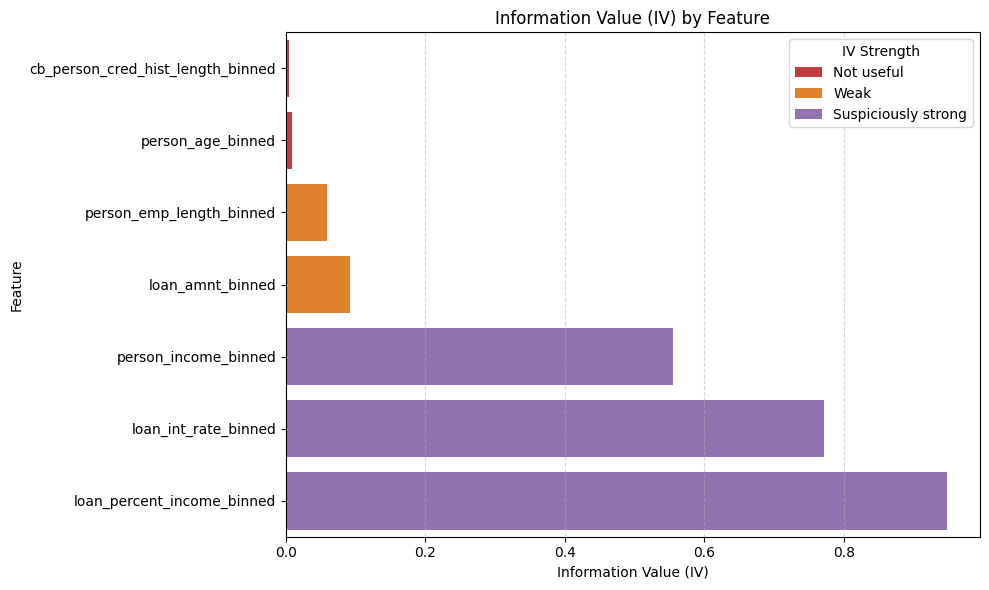 Information Value (IV) by Feature
IV Strength
Not useful
Weak
Suspiciously strong
Feature
cb_person_cred_hist_length_binned
person_age_binned
person_emp_length_binned
loan_amnt_binned
person_income_binned
loan_int_rate_binned
loan_percent_income_binned
0.0 0.2 0.4 0.6 0.8
Information Value (IV)